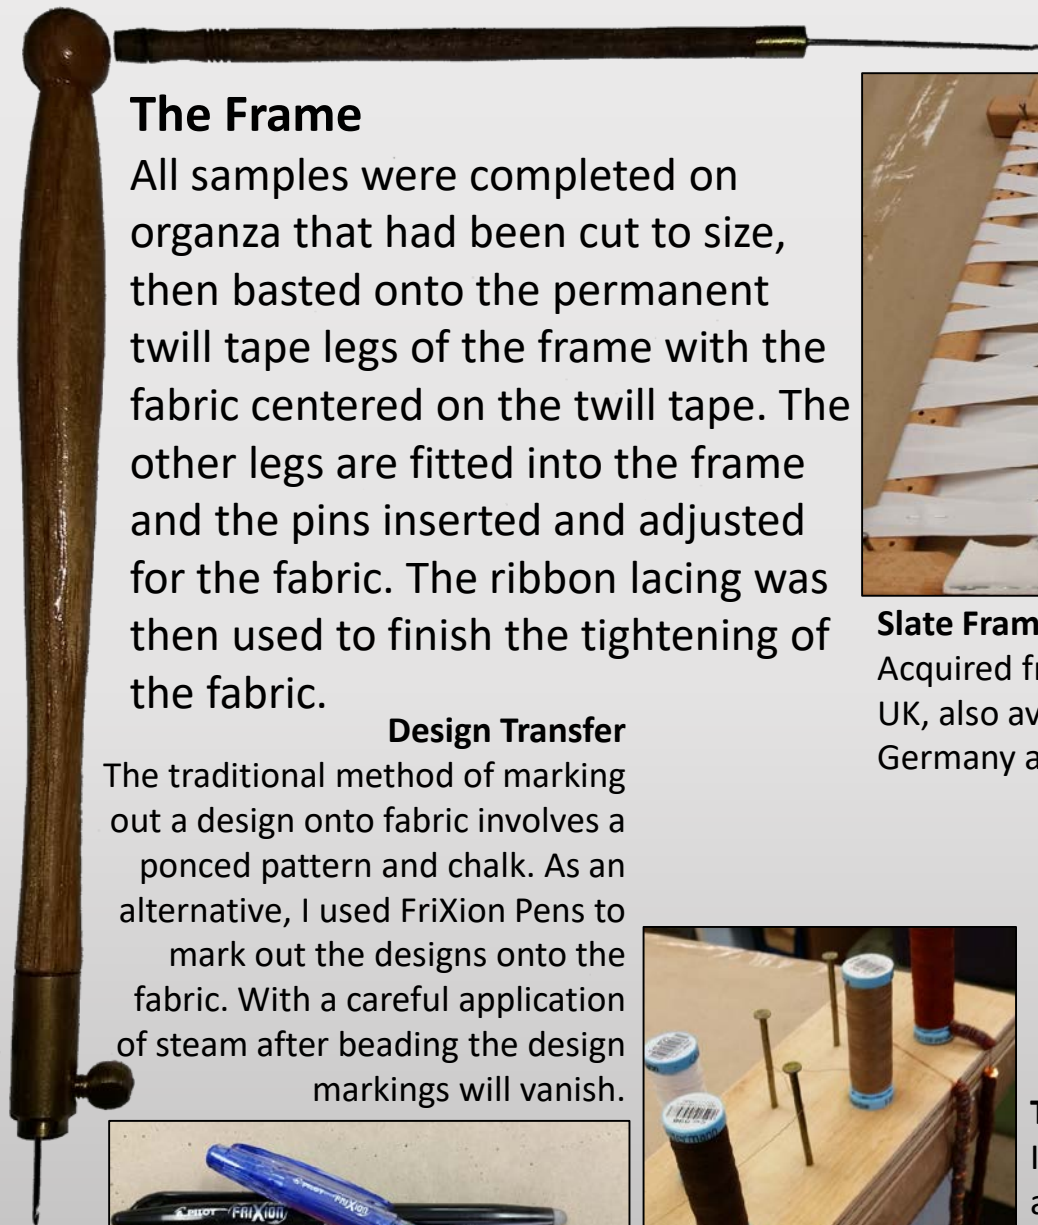 The Frame
All samples were completed on
organza that had been cut to size,
then basted onto the permanent
twill tape legs of the frame with the
fabric centered on the twill tape. The
other legs are fitted into the frame
and the pins inserted and adjusted
for the fabric. The ribbon lacing was
then used to finish the tightening of
the fabric.
Slate Fram
Acquired fr
UK, also av
Germany a
Design Transfer
The traditional method of marking
out a design onto fabric involves a
ponced pattern and chalk. As an
alternative, I used FriXion Pens to
mark out the designs onto the
fabric. With a careful application
of steam after beading the design
markings will vanish.
PILOT FRIXION
PILOT FRIXION